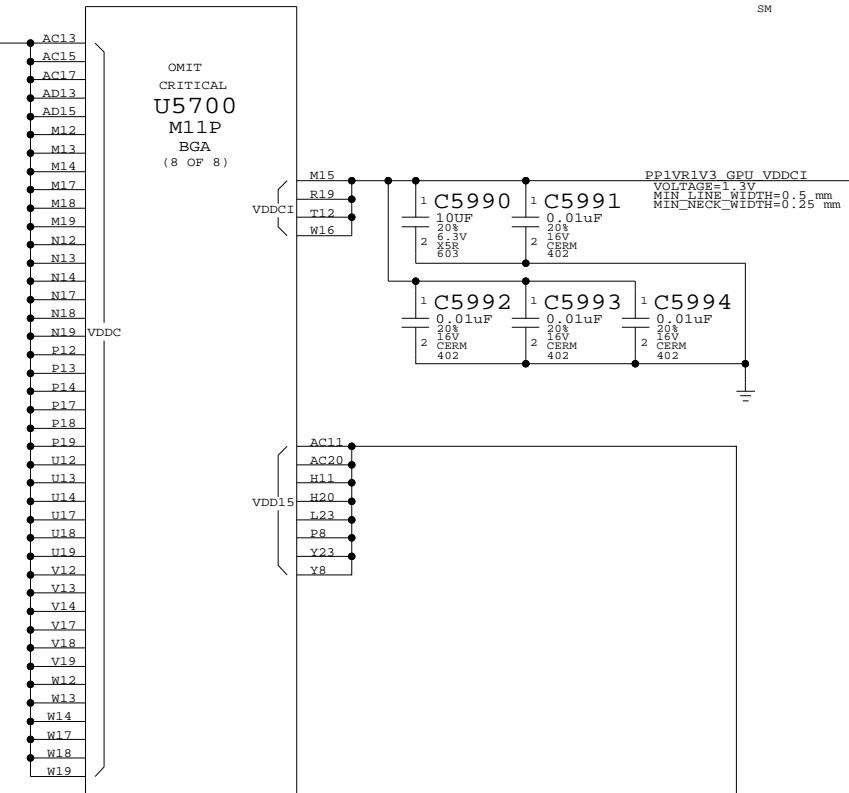 SM
AC13
AC15
AC17
AD13
AD15
M12
M13
M14
M17
M18
M19
N12
N13
N14
N17
N18
N19
P12
P13
P14
P17
P18
P19
U12
U13
U14
U17
U18
U19
V12
V13
V14
V17
V18
V19
W12
W13
W14
W17
W18
W19
VDDC
OMIT
CRITICAL
U5700
M11P
BGA
(8 OF 8)
VDDCI
M15
R19
T12
W16
PP1VR1V3_GPU_VDDCI
VOLTAGE=1.3V
MIN_LINE_WIDTH=0.5 mm
MIN_NECK_WIDTH=0.25 mm
1 C5990
10UF
20%
6.3V
2 X5R
603
1 C5991
0.01uF
20%
16V
2 CERM
402
1 C5992
0.01uF
20%
16V
2 CERM
402
1 C5993
0.01uF
20%
16V
2 CERM
402
1 C5994
0.01uF
20%
16V
2 CERM
402
VDD15
AC11
AC20
H11
H20
L23
P8
Y23
Y8